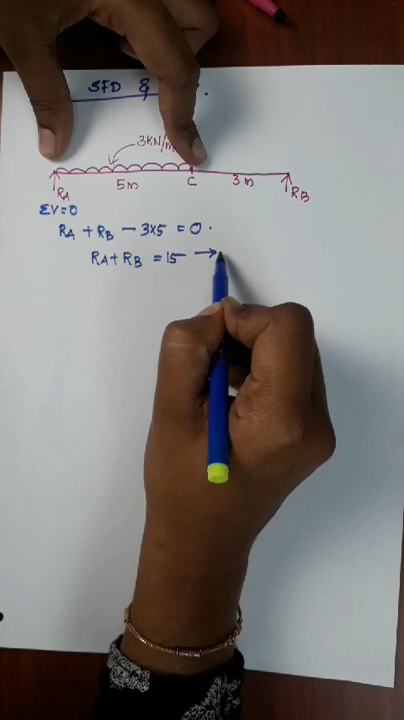 SFD &
3KN/m
RA 5m C 3m RB
ΣV=0
RA + RB - 3x5 = 0.
RA+RB = 15 →